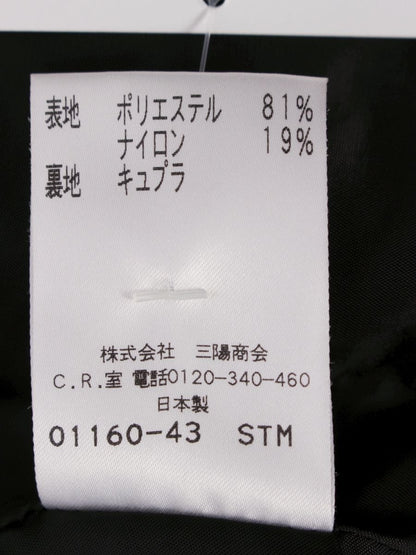 表地 ポリエステル 81%
ナイロン 19%
裏地 キュプラ
株式会社 三陽商会
C.R.室 電話0120-340-460
日本製
01160-43 STM